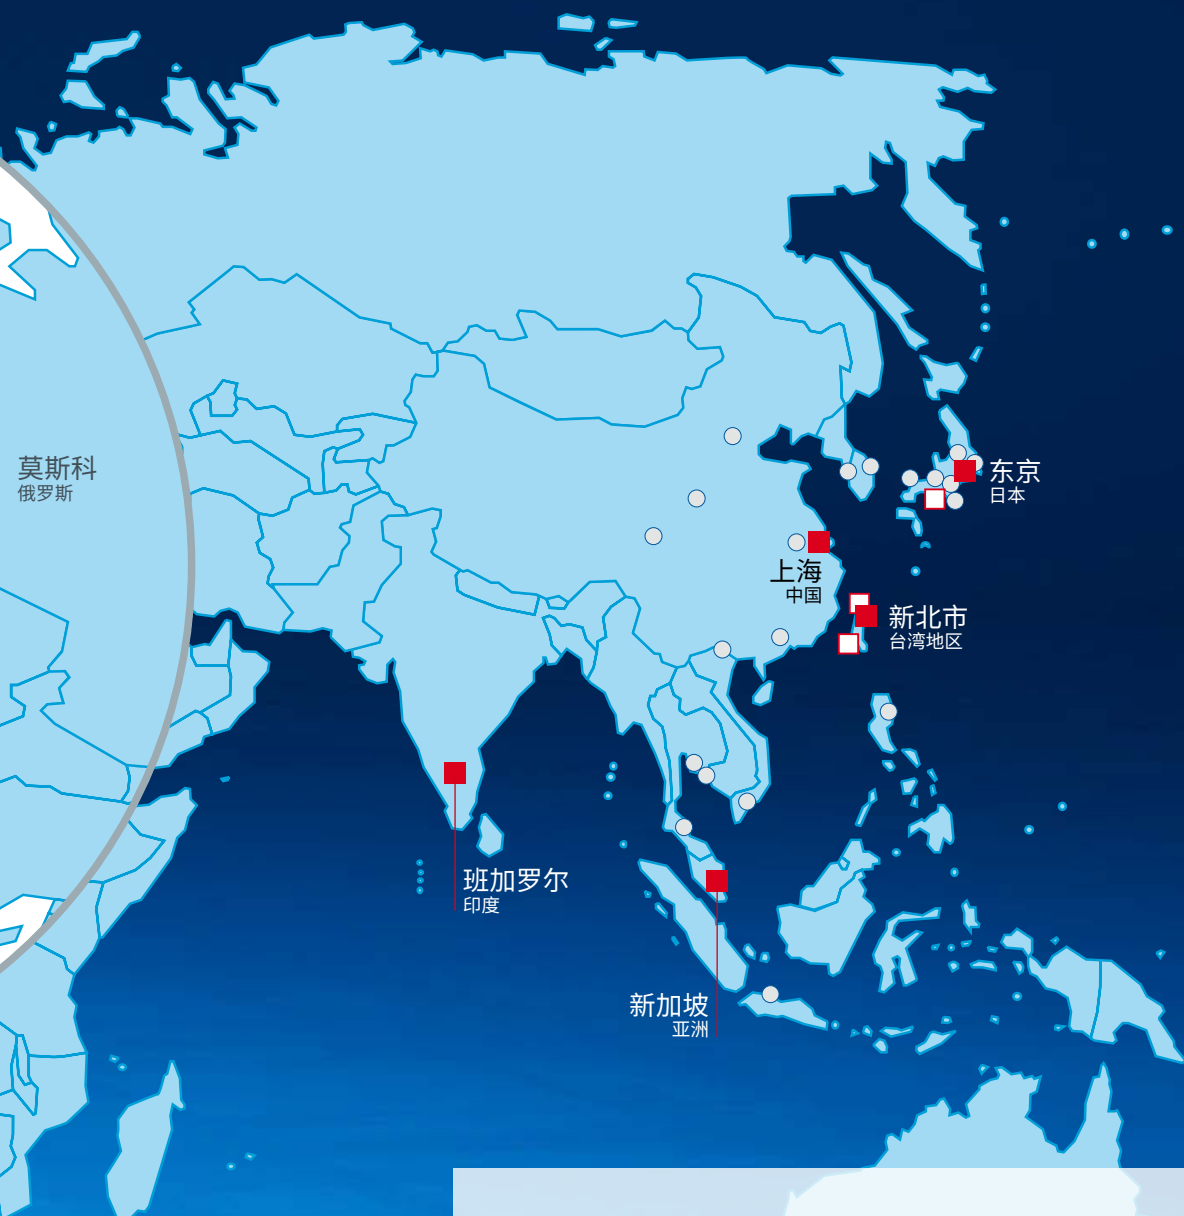 莫斯科
俄罗斯
东京
日本
上海
中国
新北市
台湾地区
班加罗尔
印度
新加坡
亚洲